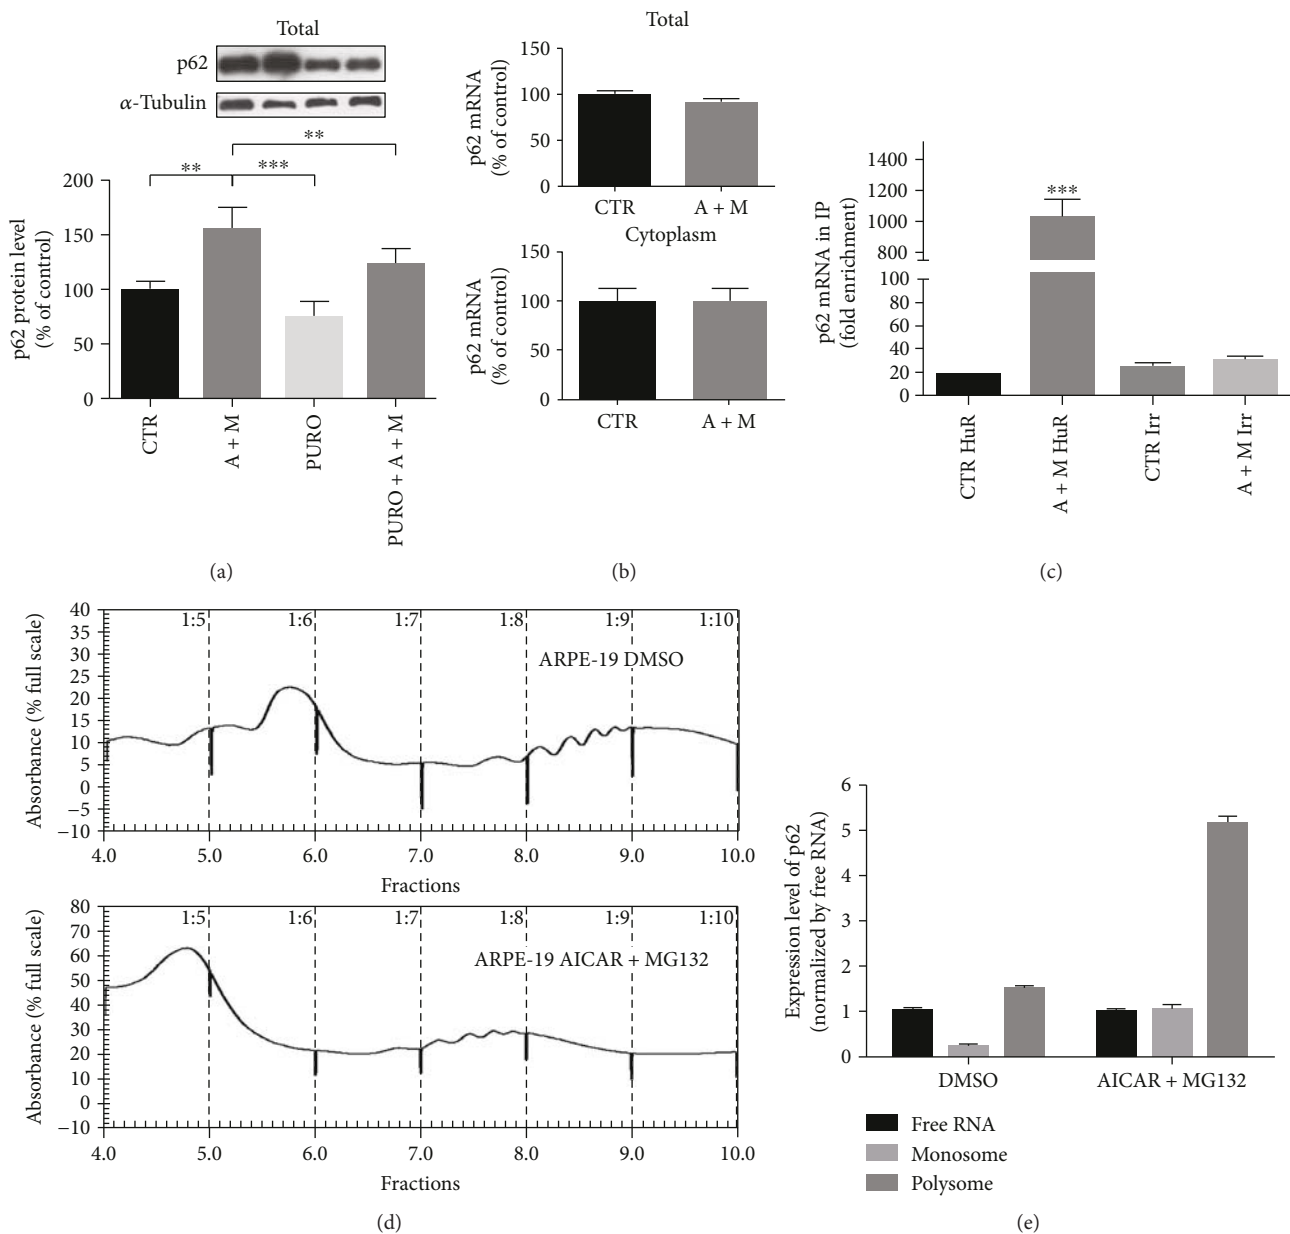 Total
p62
α-Tubulin
**
**
***
p62 protein level
(% of control)
200
150
100
50
0
CTR
A + M
PURO
PURO + A + M
(a)
Total
p62 mRNA
(% of control)
150
100
50
0
CTR
A + M
Cytoplasm
p62 mRNA
(% of control)
150
100
50
0
CTR
A + M
(b)
p62 mRNA in IP
(fold enrichment)
1400
1200
1000
800
100
80
60
40
20
0
***
CTR HuR
A + M HuR
CTR Irr
A + M Irr
(c)
Absorbance (% full scale)
40
35
30
25
20
15
10
5
0
−5
−10
1:5
1:6
1:7
1:8
1:9
1:10
ARPE-19 DMSO
4.0
5.0
6.0
7.0
8.0
9.0
10.0
Fractions
Absorbance (% full scale)
80
70
60
50
40
30
20
10
0
−10
1:5
1:6
1:7
1:8
1:9
1:10
ARPE-19 AICAR + MG132
4.0
5.0
6.0
7.0
8.0
9.0
10.0
Fractions
(d)
Expression level of p62
(normalized by free RNA)
6
5
4
3
2
1
0
DMSO
AICAR + MG132
Free RNA
Monosome
Polysome
(e)